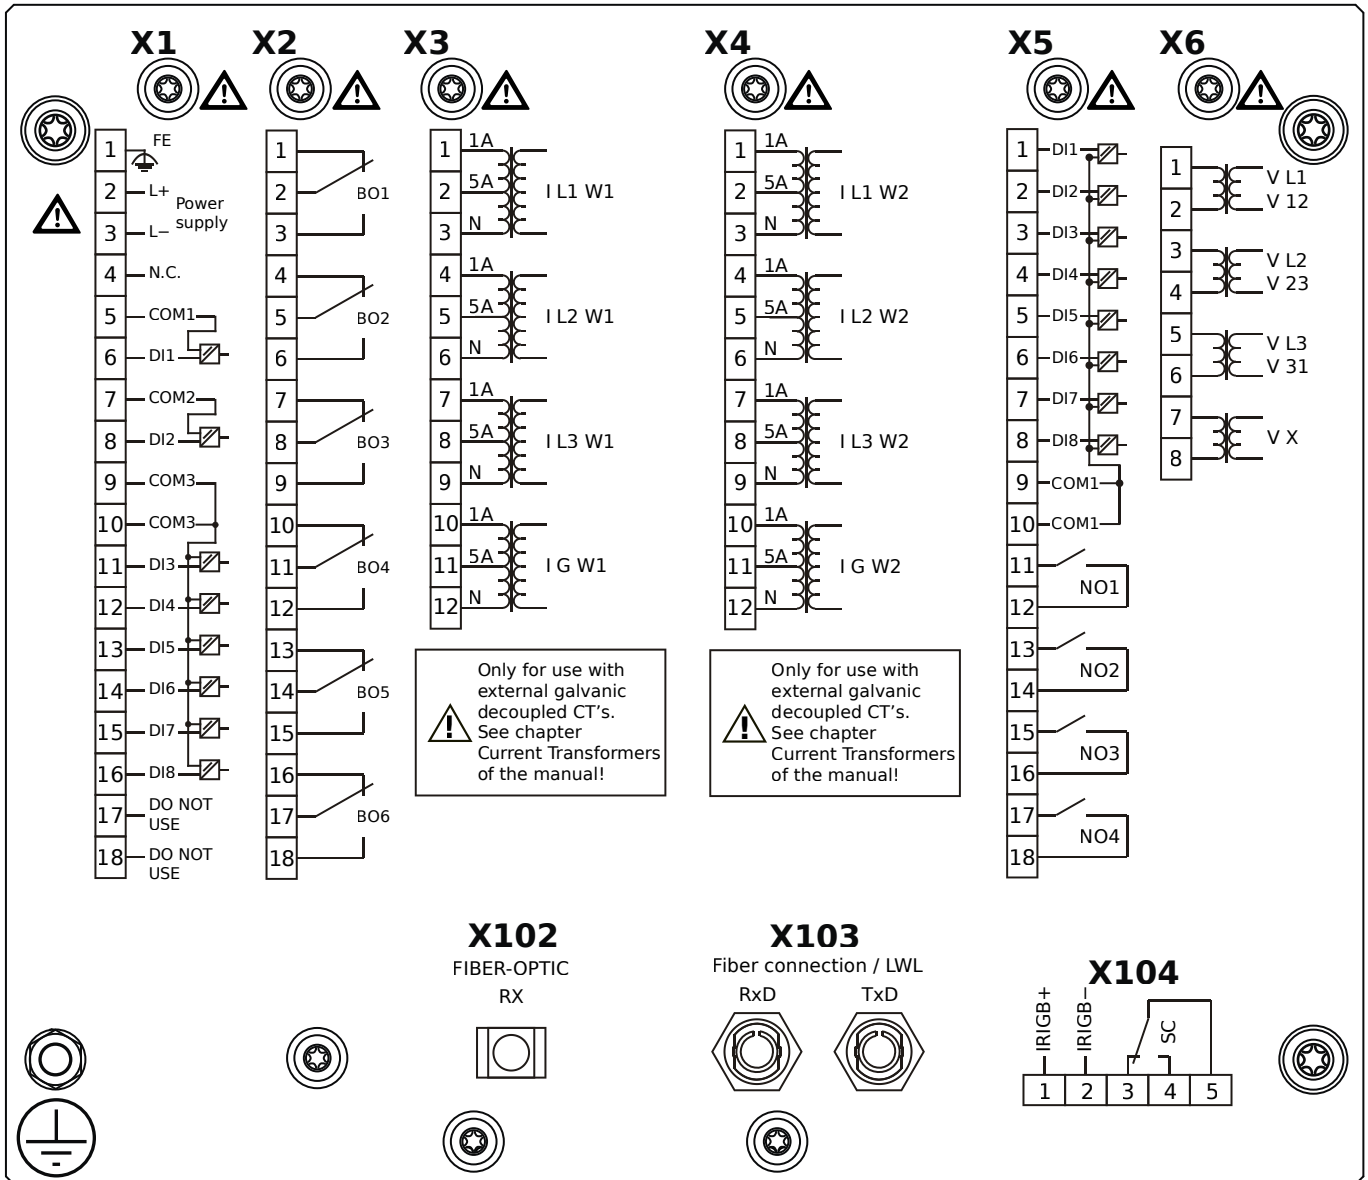 X1 X2 X3 X4 X5 X6
1 FE
2 L+
Power
supply
3 L−
4 N.C.
5 COM1
6 DI1
7 COM2
8 DI2
9 COM3
10 COM3
11 DI3
12 DI4
13 DI5
14 DI6
15 DI7
16 DI8
17 DO NOT
USE
18 DO NOT
USE
1
2 BO1
3
4
5 BO2
6
7
8 BO3
9
10
11 BO4
12
13
14 BO5
15
16
17 BO6
18
1 1A
2 5A I L1 W1
3 N
4 1A
5 5A I L2 W1
6 N
7 1A
8 5A I L3 W1
9 N
10 1A
11 5A I G W1
12 N
Only for use with
external galvanic
decoupled CT's.
See chapter
Current Transformers
of the manual!
1 1A
2 5A I L1 W2
3 N
4 1A
5 5A I L2 W2
6 N
7 1A
8 5A I L3 W2
9 N
10 1A
11 5A I G W2
12 N
Only for use with
external galvanic
decoupled CT's.
See chapter
Current Transformers
of the manual!
1 DI1
2 DI2
3 DI3
4 DI4
5 DI5
6 DI6
7 DI7
8 DI8
9 COM1
10 COM1
11
NO1
12
13
NO2
14
15
NO3
16
17
NO4
18
1 V L1
2 V 12
3 V L2
4 V 23
5 V L3
6 V 31
7
V X
8
X102
FIBER-OPTIC
RX
X103
Fiber connection / LWL
RxD TxD
X104
IRIGB+ IRIGB− SC
1 2 3 4 5